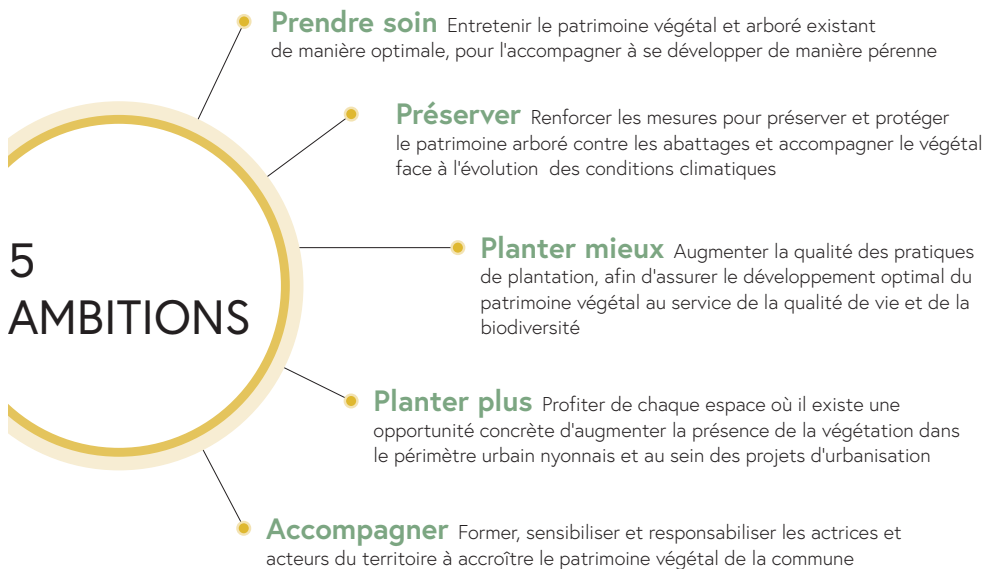 Prendre soin Entretenir le patrimoine végétal et arboré existant
de manière optimale, pour l'accompagner à se développer de manière pérenne
Préserver Renforcer les mesures pour préserver et protéger
le patrimoine arboré contre les abattages et accompagner le végétal
face à l'évolution des conditions climatiques
5
AMBITIONS
Planter mieux Augmenter la qualité des pratiques
de plantation, afin d'assurer le développement optimal du
patrimoine végétal au service de la qualité de vie et de la
biodiversité
Planter plus Profiter de chaque espace où il existe une
opportunité concrète d'augmenter la présence de la végétation dans
le périmètre urbain nyonnais et au sein des projets d'urbanisation
Accompagner Former, sensibiliser et responsabiliser les actrices et
acteurs du territoire à accroître le patrimoine végétal de la commune